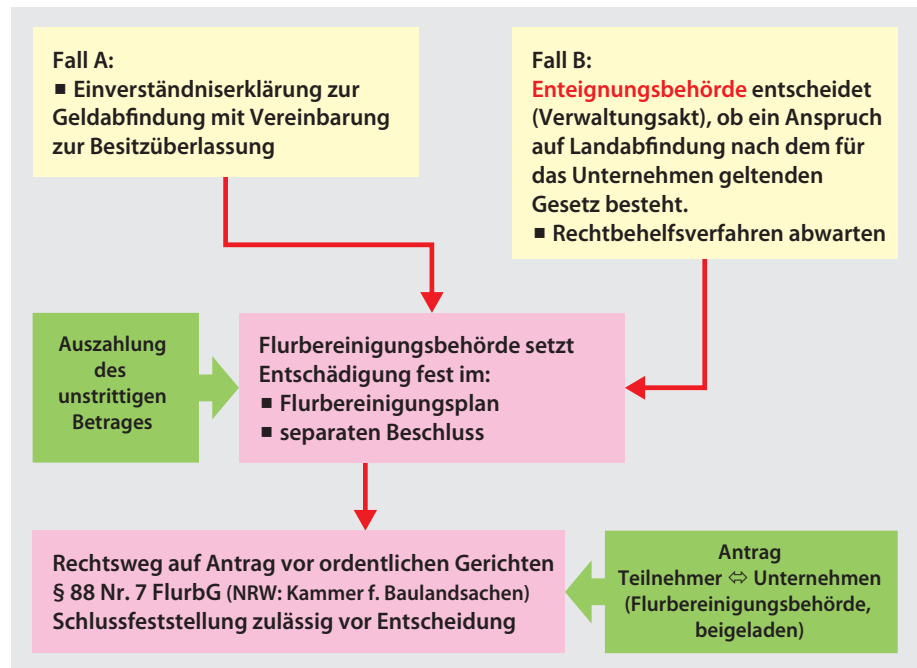 Fall A:
■ Einverständniserklärung zur
Geldabfindung mit Vereinbarung
zur Besitzüberlassung
Fall B:
Enteignungsbehörde entscheidet
(Verwaltungsakt), ob ein Anspruch
auf Landabfindung nach dem für
das Unternehmen geltenden
Gesetz besteht.
■ Rechtbehelfsverfahren abwarten
Auszahlung
des
unstrittigen
Betrages
Flurbereinigungsbehörde setzt
Entschädigung fest im:
■ Flurbereinigungsplan
■ separaten Beschluss
Rechtsweg auf Antrag vor ordentlichen Gerichten
§ 88 Nr. 7 FlurbG (NRW: Kammer f. Baulandsachen)
Schlussfeststellung zulässig vor Entscheidung
Antrag
Teilnehmer ⇔ Unternehmen
(Flurbereinigungsbehörde,
beigeladen)